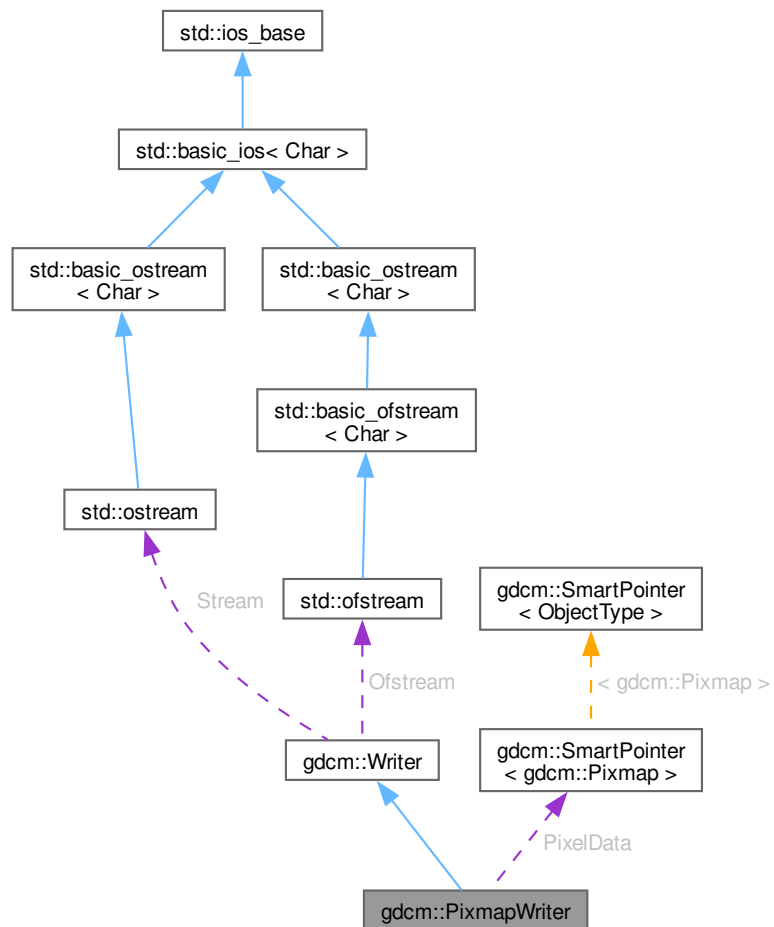 std::ios_base
std::basic_ios< Char >
std::basic_ostream
< Char >
std::basic_ostream
< Char >
std::basic_ofstream
< Char >
std::ostream
Stream
std::ofstream
gdcm::SmartPointer
< ObjectType >
Ofstream
< gdcm::Pixmap >
gdcm::Writer
gdcm::SmartPointer
< gdcm::Pixmap >
PixelData
gdcm::PixmapWriter